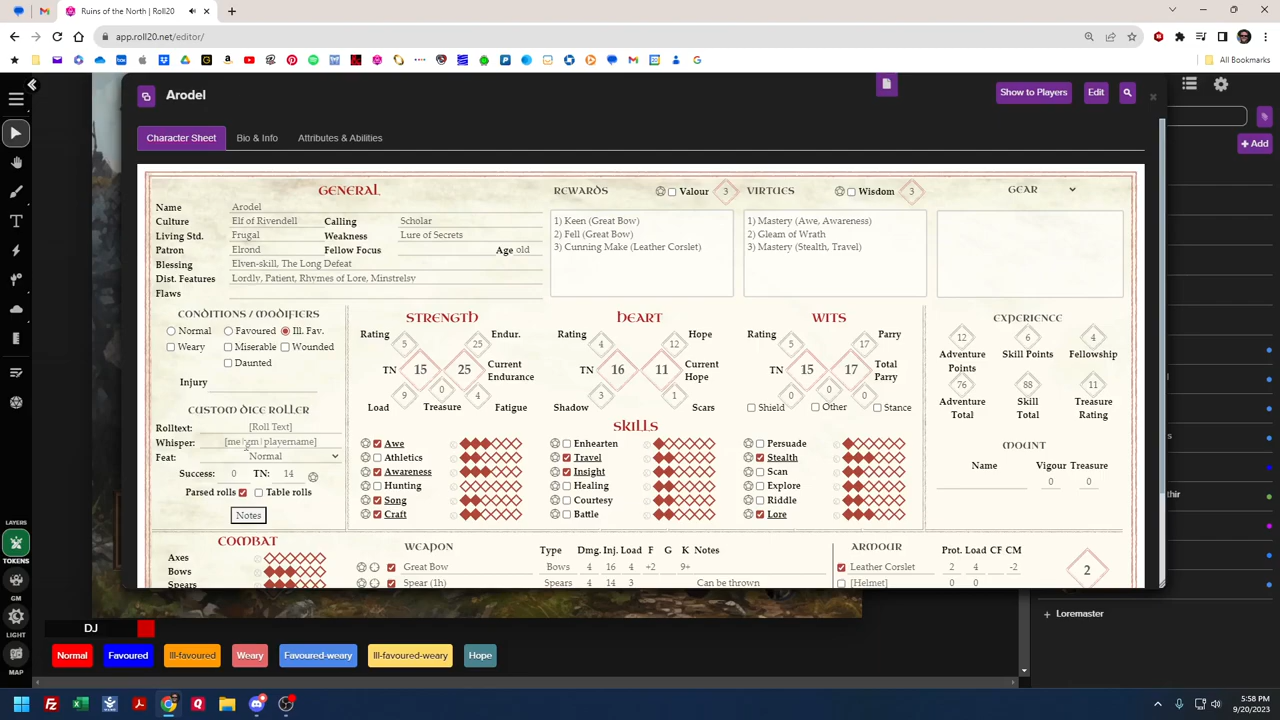 Ruins of the North | Roll20
app.roll20.net/editor/
All Bookmarks
Arodel
Show to Players
Edit
+ Add
Character Sheet
Bio & Info
Attributes & Abilities
GENERAL
Name Arodel
Culture Elf of Rivendell Calling Scholar
Living Std. Frugal Weakness Lure of Secrets
Patron Elrond Fellow Focus Age old
Blessing Elven-skill, The Long Defeat
Dist. Features Lordly, Patient, Rhymes of Lore, Minstrelsy
Flaws
REWARDS Valour 3
1) Keen (Great Bow)
2) Fell (Great Bow)
3) Cunning Make (Leather Corslet)
VIRTUES Wisdom 3
1) Mastery (Awe, Awareness)
2) Gleam of Wrath
3) Mastery (Stealth, Travel)
GEAR
CONDITIONS / MODIFIERS
Normal Favoured Ill. Fav.
Weary Miserable Wounded
Daunted
Injury
CUSTOM DICE ROLLER
Rolltext: [Roll Text]
Whisper: [me|gm|playername]
Feat: Normal
Success: 0 TN: 14
Parsed rolls Table rolls
Notes
STRENGTH
Rating 5 25 Endur.
TN 15 25 Current Endurance
Load 9 0 Treasure 4 Fatigue
HEART
Rating 4 12 Hope
TN 16 11 Current Hope
Shadow 3 1 Scars
WITS
Rating 5 17 Parry
TN 15 17 Total Parry
0 0 0
Shield Other Stance
SKILLS
Awe Enhearten Persuade
Athletics Travel Stealth
Awareness Insight Scan
Hunting Healing Explore
Song Courtesy Riddle
Craft Battle Lore
EXPERIENCE
12 6 4
Adventure Points Skill Points Fellowship
76 88 11
Adventure Total Skill Total Treasure Rating
MOUNT
Name Vigour Treasure
0 0
COMBAT
Axes
Bows
Spears
WEAPON Type Dmg. Inj. Load F G K Notes
Great Bow Bows 4 16 4 +2 9+
Spear (1h) Spears 4 14 3 Can be thrown
ARMOUR Prot. Load CF CM
Leather Corslet 2 4 -2
[Helmet] 0 0
2
thir
+ Loremaster
LAYERS
TOKENS
GM
LIGHT
MAP
DJ
Normal
Favoured
Ill-favoured
Weary
Favoured-weary
Ill-favoured-weary
Hope
5:58 PM
9/20/2023